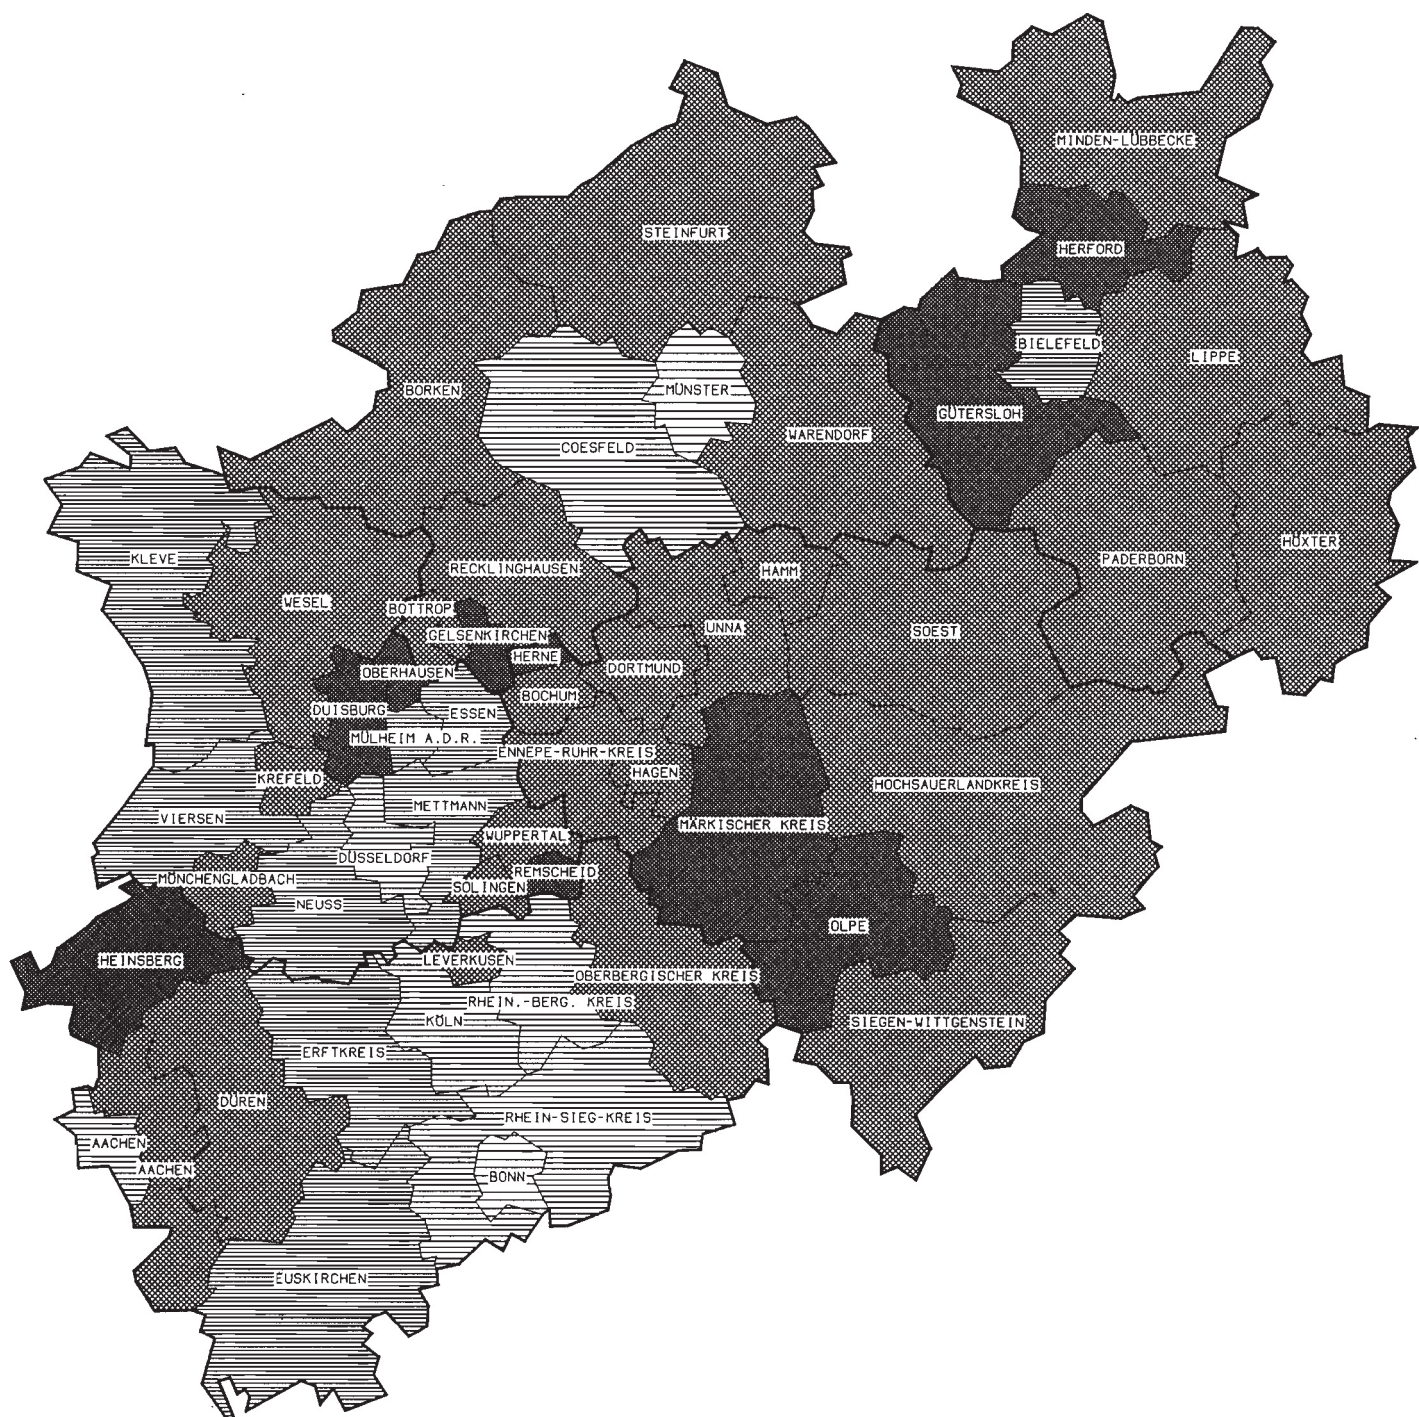 MINDEN-LÜBBECKE
STEINFURT
HERFORD
BIELEFELD
LIPPE
BORKEN
MÜNSTER
GÜTERSLOH
WARENDORF
COESFELD
HÖXTER
KLEVE
PADERBORN
RECKLINGHAUSEN
HAMM
WESEL
BOTTROP
UNNA
SOEST
GELSENKIRCHEN
HERNE
OBERHAUSEN
DORTMUND
BOCHUM
DUISBURG
ESSEN
MÜLHEIM A.D.R.
ENNEPE-RUHR-KREIS
HAGEN
KREFELD
HOCHSAUERLANDKREIS
METTMANN
VIERSEN
MÄRKISCHER KREIS
WUPPERTAL
DÜSSELDORF
REMSCHEID
MÖNCHENGLADBACH
SOLINGEN
NEUSS
OLPE
HEINSBERG
LEVERKUSEN
OBERBERGISCHER KREIS
RHEIN.-BERG. KREIS
KÖLN
SIEGEN-WITTGENSTEIN
ERFTKREIS
DÜREN
RHEIN-SIEG-KREIS
AACHEN
AACHEN
BONN
EUSKIRCHEN